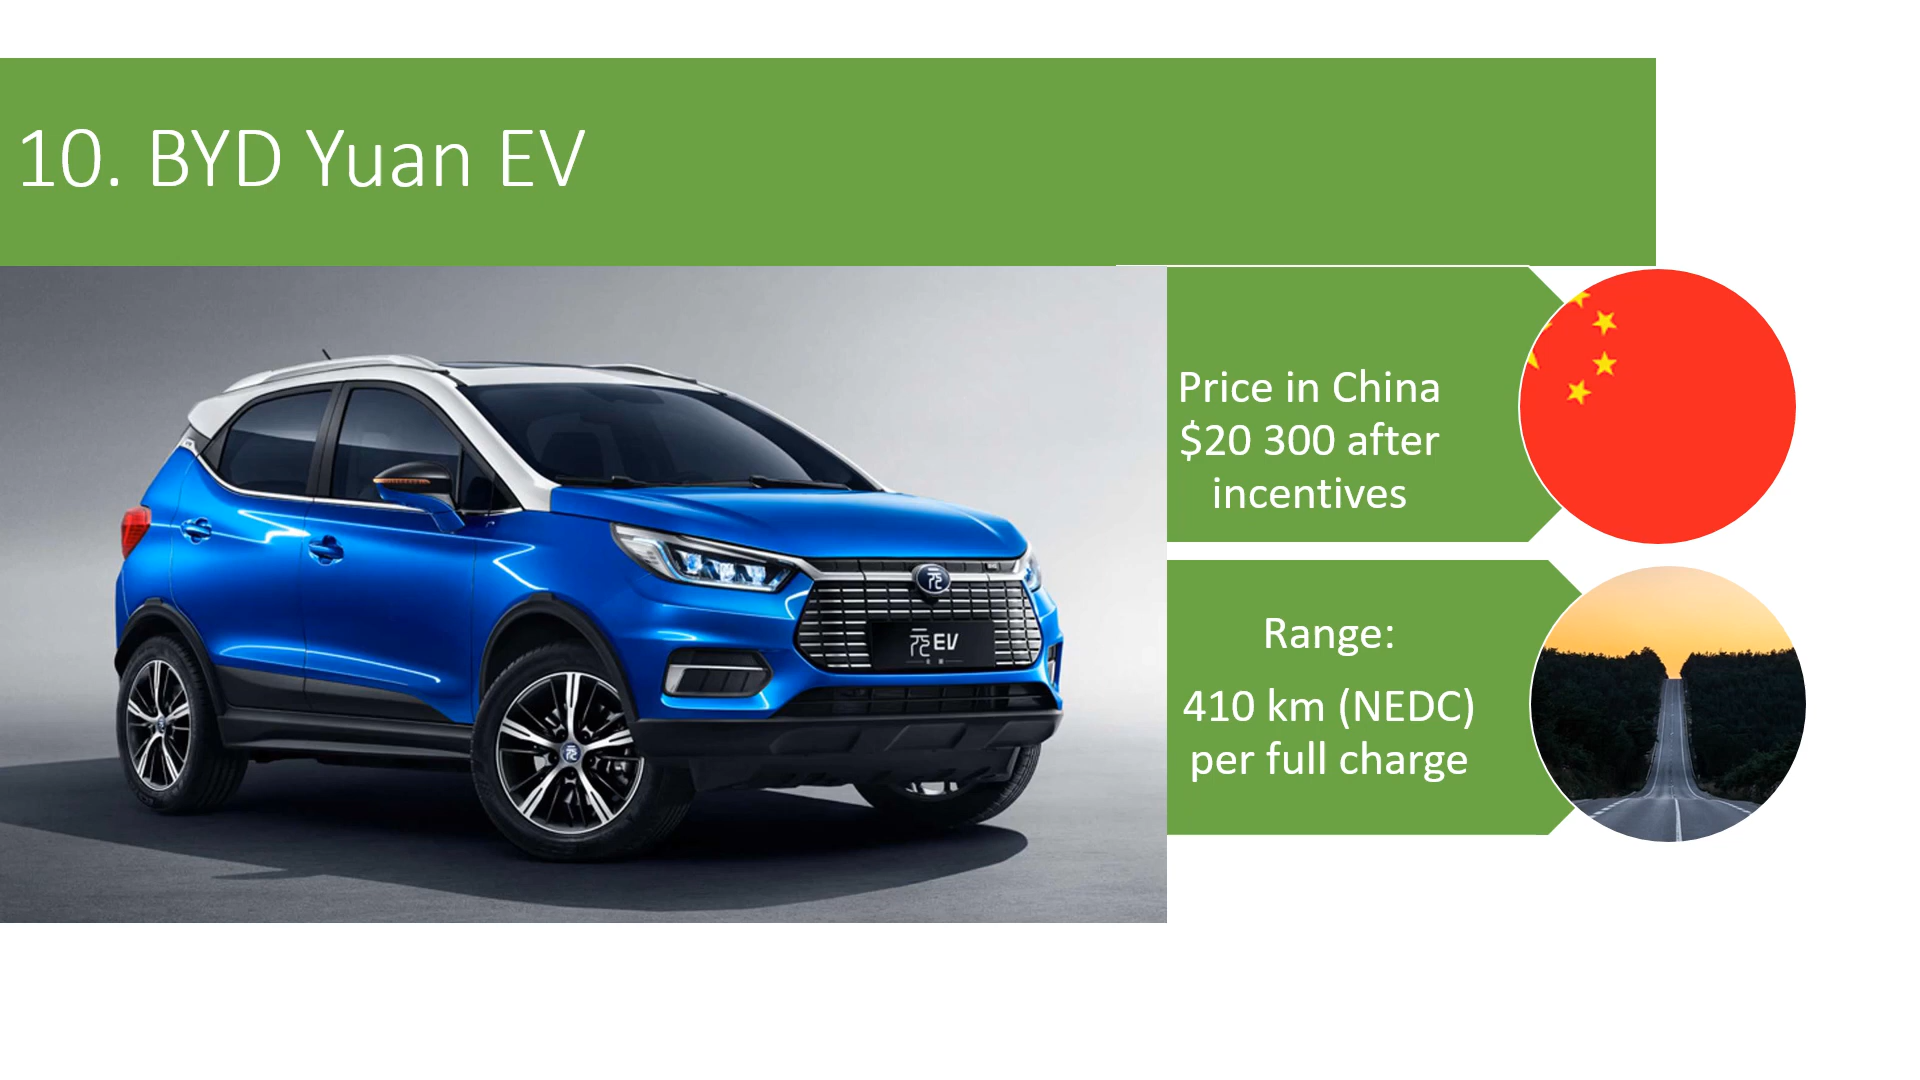 10. BYD Yuan EV
Price in China
$20 300 after
incentives
Range:
410 km (NEDC)
per full charge
元EV